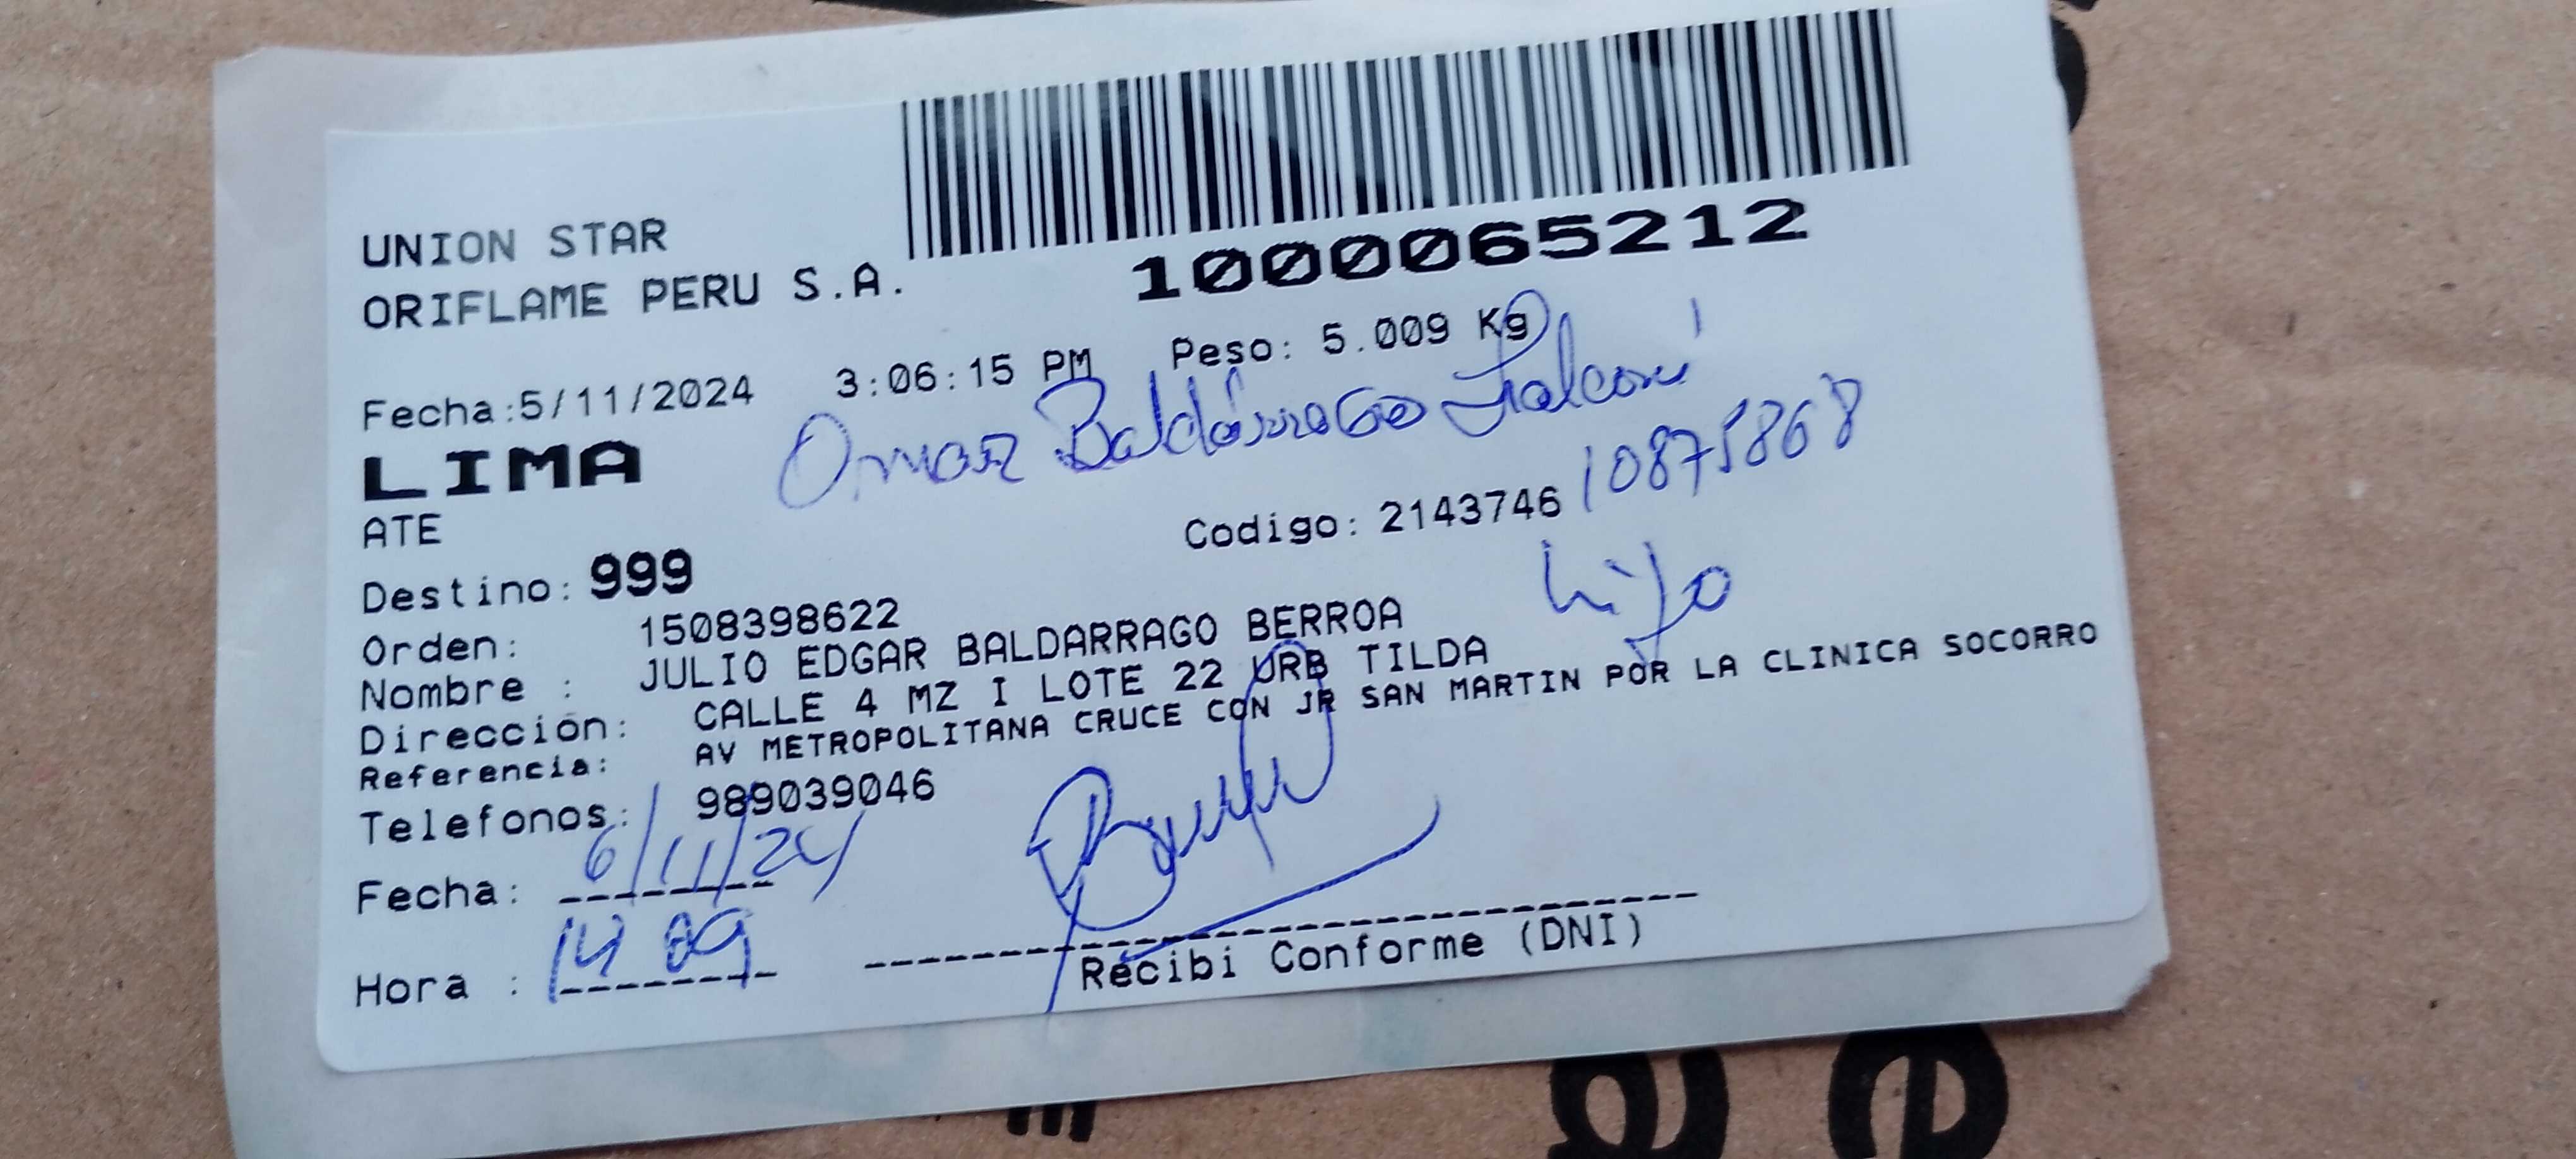 UNION STAR
ORIFLAME PERU S.A.
1000065212
Fecha:5/11/2024 3:06:15 PM Peso: 5.009 Kg
Omar Baldárrago Falconí
LIMA
10875868
ATE
Codigo: 2143746
Destino: 999
hijo
Orden: 1508398622
Nombre : JULIO EDGAR BALDARRAGO BERROA
Direccion: CALLE 4 MZ I LOTE 22 URB TILDA
Referencia: AV METROPOLITANA CRUCE CON JR SAN MARTIN POR LA CLINICA SOCORRO
Telefonos: 989039046
Fecha: 6/11/24
Hora : 14 09
Recibi Conforme (DNI)